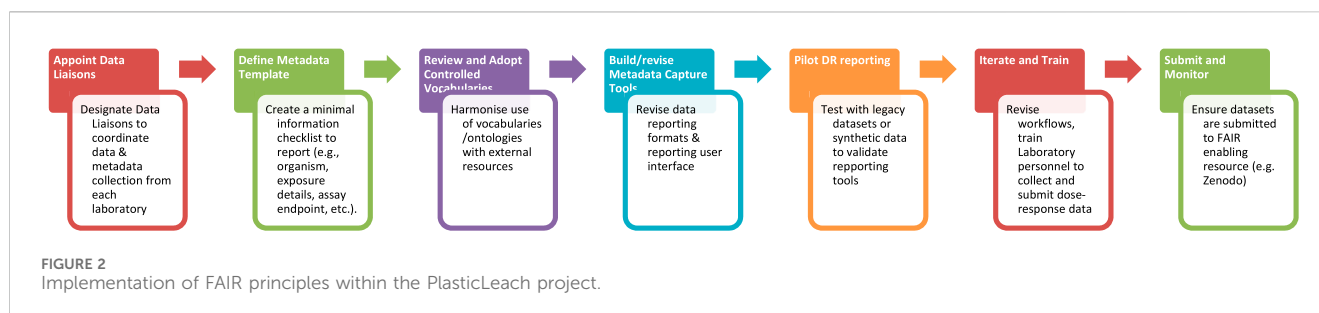 Appoint Data
Liaisons
Designate Data
Liaisons to
coordinate
data &
metadata
collection from
each
laboratory
Define Metadata
Template
Create a minimal
information
checklist to
report (e.g.,
organism,
exposure
details, assay
endpoint, etc.).
Review and Adopt
Controlled
Vocabularies
Harmonise use
of vocabularies
/ontologies
with external
resources
Build/revise
Metadata Capture
Tools
Revise data
reporting
formats &
reporting user
interface
Pilot DR reporting
Test with legacy
datasets or
synthetic data
to validate
repporting
tools
Iterate and Train
Revise
workflows,
train
Laboratory
personnel to
collect and
submit dose-
response data
Submit and
Monitor
Ensure datasets
are submitted
to FAIR
enabling
resource (e.g.
Zenodo)
FIGURE 2
Implementation of FAIR principles within the PlasticLeach project.